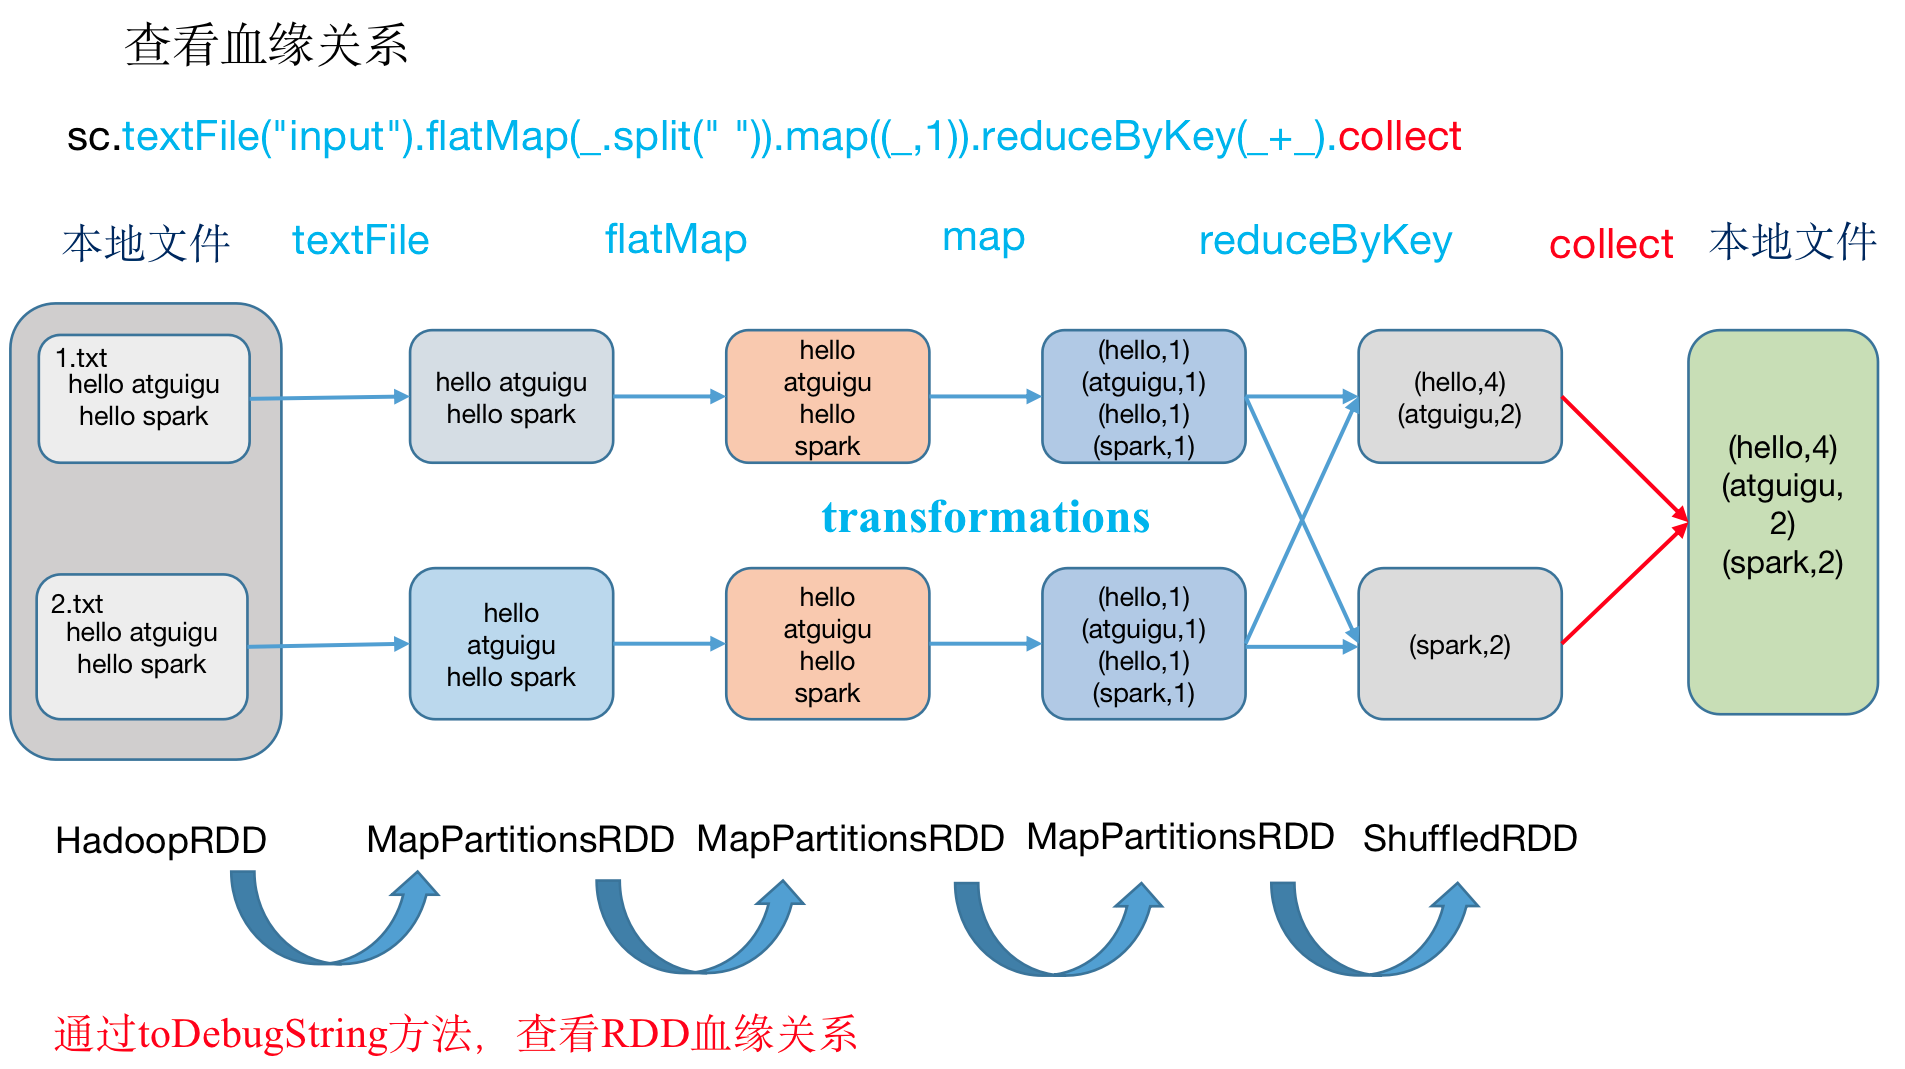 查看血缘关系
sc.textFile("input").flatMap(_.split(" ")).map((_,1)).reduceByKey(_+_).collect
本地文件
textFile
flatMap
map
reduceByKey
collect
本地文件
1.txt
hello atguigu
hello spark
hello atguigu
hello spark
hello
atguigu
hello
spark
(hello,1)
(atguigu,1)
(hello,1)
(spark,1)
(hello,4)
(atguigu,2)
(hello,4)
(atguigu,
2)
(spark,2)
transformations
2.txt
hello atguigu
hello spark
hello
atguigu
hello spark
hello
atguigu
hello
spark
(hello,1)
(atguigu,1)
(hello,1)
(spark,1)
(spark,2)
HadoopRDD
MapPartitionsRDD
MapPartitionsRDD
MapPartitionsRDD
ShuffledRDD
通过toDebugString方法，查看RDD血缘关系